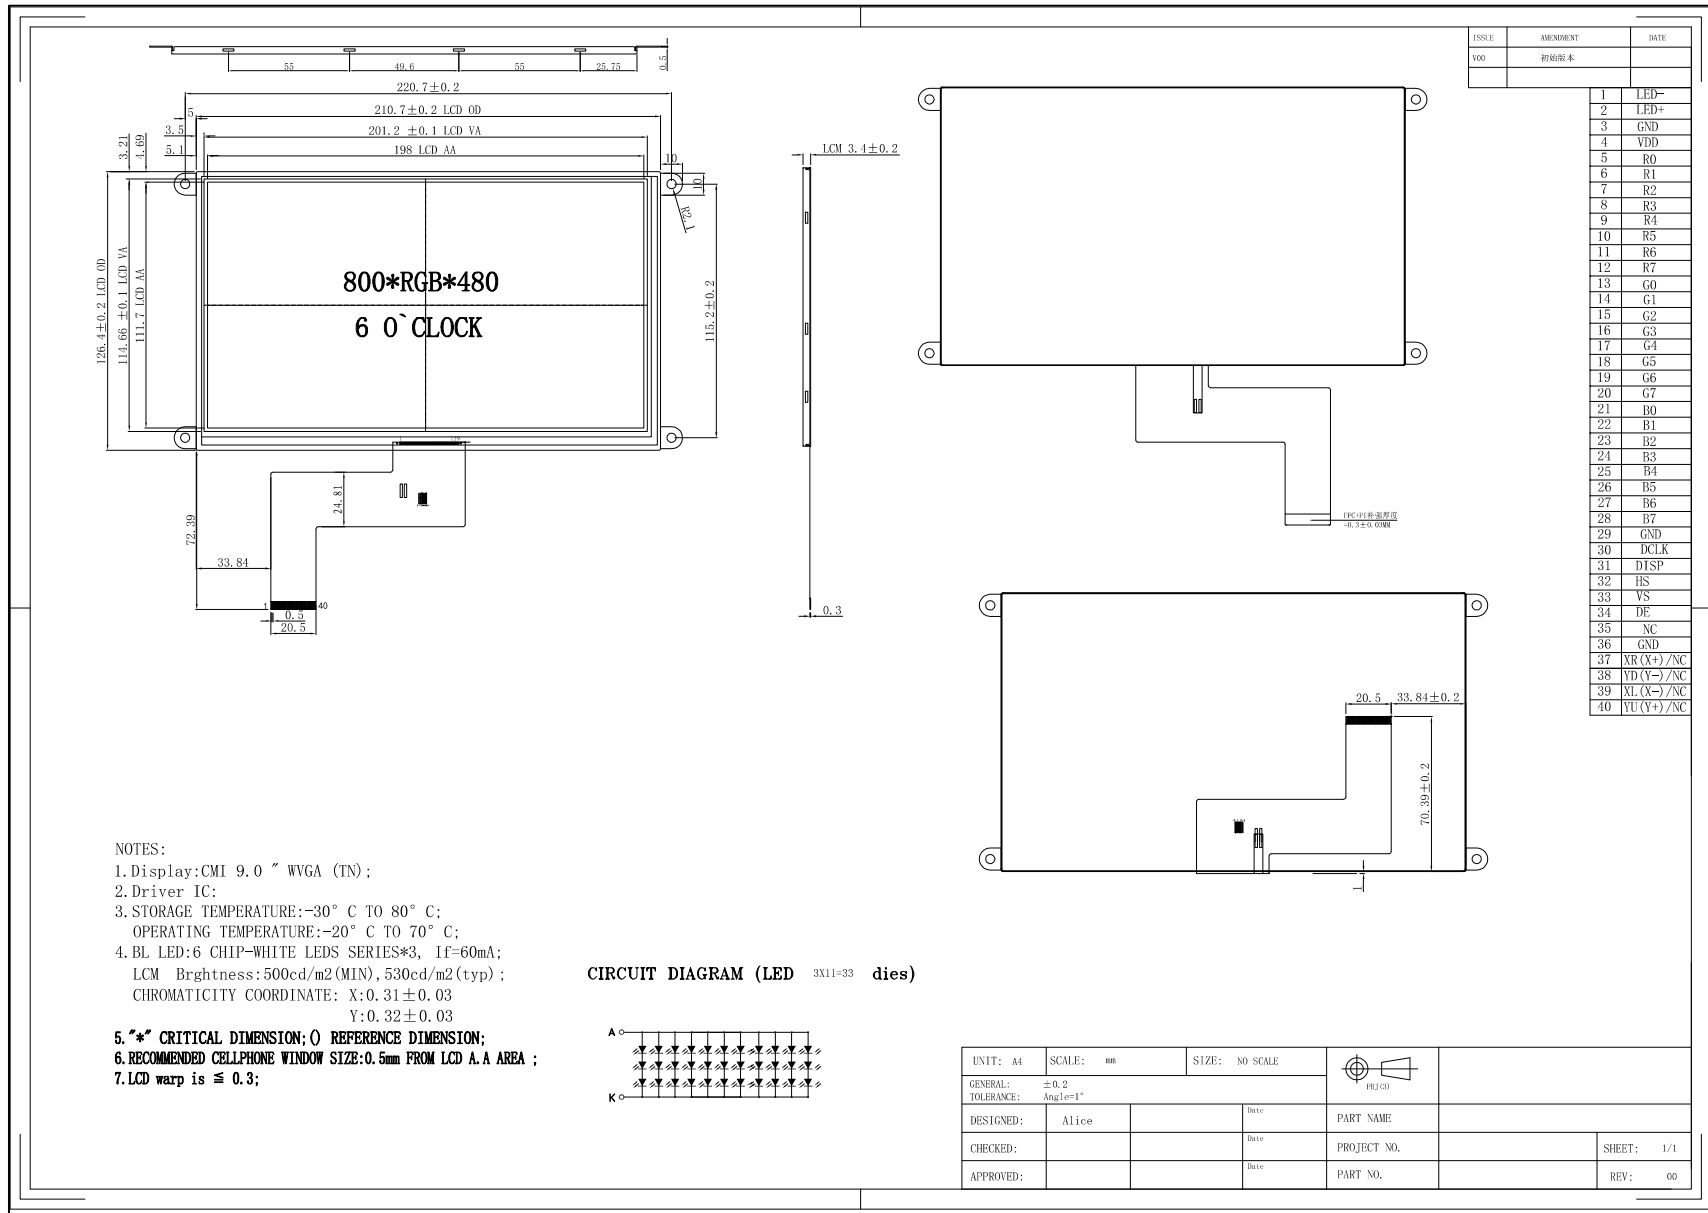 ISSUE AMENDMENT DATE
V00 初始版本
55 49.6 55 25.75 0.5
220.7±0.2
5 210.7±0.2 LCD OD
3.5 201.2 ±0.1 LCD VA
5.1 198 LCD AA
3.21 4.69
10
10
R2.1
126.4±0.2 LCD OD
114.66 ±0.1 LCD VA
111.7 LCD AA
115.2±0.2
800*RGB*480
6 O`CLOCK
24.81
72.39
33.84
1 40
0.5
20.5
LCM 3.4±0.2
0.3
FPC+PI补强厚度
=0.3±0.03MM
20.5 33.84±0.2
70.39±0.2
1
1 LED-
2 LED+
3 GND
4 VDD
5 R0
6 R1
7 R2
8 R3
9 R4
10 R5
11 R6
12 R7
13 G0
14 G1
15 G2
16 G3
17 G4
18 G5
19 G6
20 G7
21 B0
22 B1
23 B2
24 B3
25 B4
26 B5
27 B6
28 B7
29 GND
30 DCLK
31 DISP
32 HS
33 VS
34 DE
35 NC
36 GND
37 XR(X+)/NC
38 YD(Y-)/NC
39 XL(X-)/NC
40 YU(Y+)/NC
NOTES:
1.Display:CMI 9.0 ″ WVGA (TN);
2.Driver IC:
3.STORAGE TEMPERATURE:-30° C TO 80° C;
OPERATING TEMPERATURE:-20° C TO 70° C;
4.BL LED:6 CHIP-WHITE LEDS SERIES*3, If=60mA;
LCM Brghtness:500cd/m2(MIN),530cd/m2(typ);
CHROMATICITY COORDINATE: X:0.31±0.03
Y:0.32±0.03
5.″*″ CRITICAL DIMENSION;() REFERENCE DIMENSION;
6.RECOMMENDED CELLPHONE WINDOW SIZE:0.5mm FROM LCD A.A AREA ;
7.LCD warp is ≦ 0.3;
CIRCUIT DIAGRAM (LED 3X11=33 dies)
A
K
UNIT: A4 SCALE: mm SIZE: NO SCALE
PRJ(3)
GENERAL: ±0.2
TOLERANCE: Angle=1°
DESIGNED: Alice Date PART NAME
CHECKED: Date PROJECT NO. SHEET: 1/1
APPROVED: Date PART NO. REV: 00